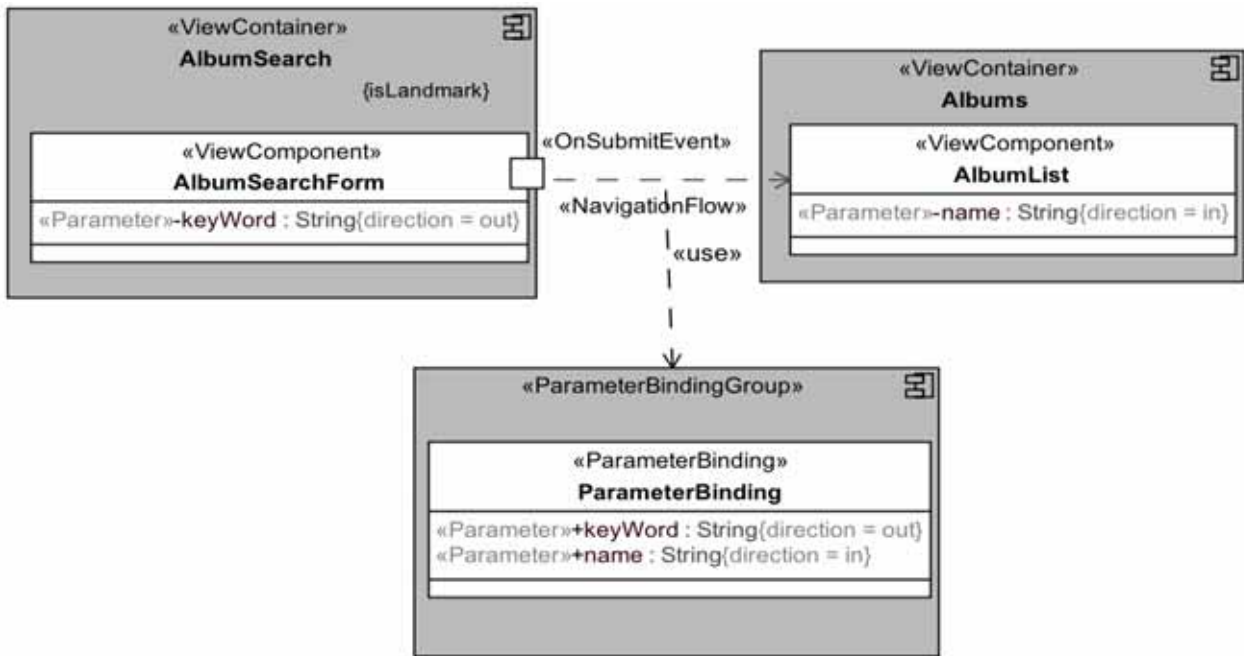 «ViewContainer»
AlbumSearch
{isLandmark}
«ViewComponent»
AlbumSearchForm
«Parameter»-keyWord : String{direction = out}
«OnSubmitEvent»
«NavigationFlow»
«use»
«ViewContainer»
Albums
«ViewComponent»
AlbumList
«Parameter»-name : String{direction = in}
«ParameterBindingGroup»
«ParameterBinding»
ParameterBinding
«Parameter»+keyWord : String{direction = out}
«Parameter»+name : String{direction = in}